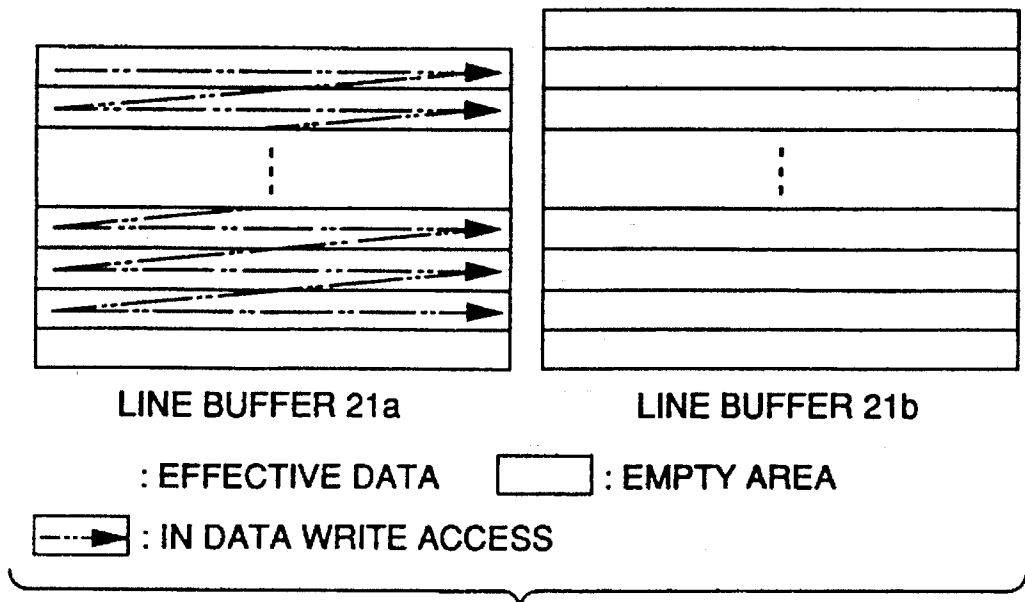 LINE BUFFER 21a LINE BUFFER 21b
: EFFECTIVE DATA : EMPTY AREA
: IN DATA WRITE ACCESS